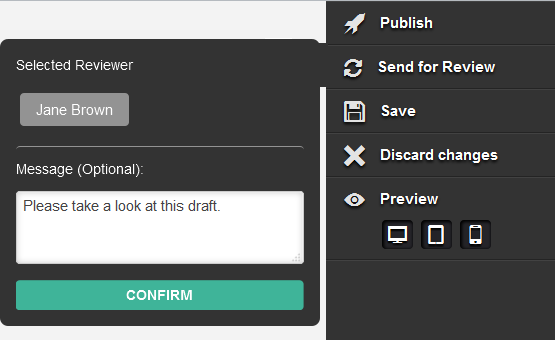 Selected Reviewer
Jane Brown
Message (Optional):
Please take a look at this draft.
CONFIRM
Publish
Send for Review
Save
Discard changes
Preview